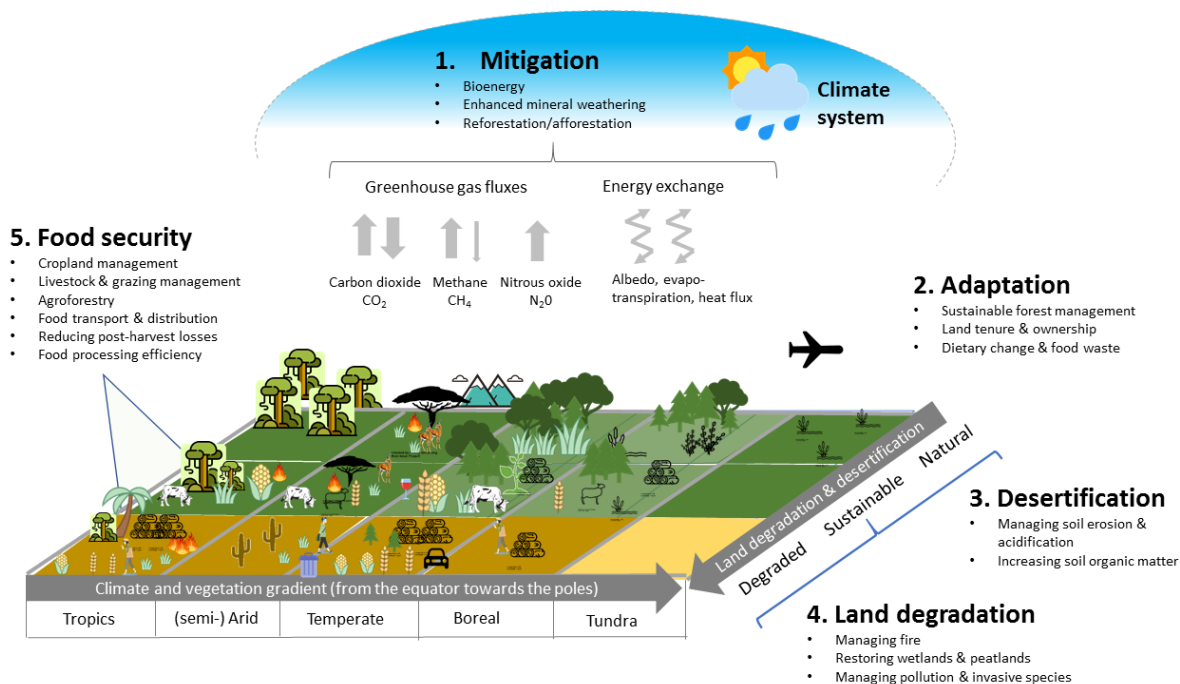 1. Mitigation
• Bioenergy
• Enhanced mineral weathering
• Reforestation/afforestation
Climate
system
Greenhouse gas fluxes
Energy exchange
Carbon dioxide
CO2
Methane
CH4
Nitrous oxide
N20
Albedo, evapo-
transpiration, heat flux
5. Food security
• Cropland management
• Livestock & grazing management
• Agroforestry
• Food transport & distribution
• Reducing post-harvest losses
• Food processing efficiency
2. Adaptation
• Sustainable forest management
• Land tenure & ownership
• Dietary change & food waste
Land degradation & desertification
Natural
Sustainable
Degraded
3. Desertification
• Managing soil erosion &
acidification
• Increasing soil organic matter
Climate and vegetation gradient (from the equator towards the poles)
Tropics
(semi-) Arid
Temperate
Boreal
Tundra
4. Land degradation
• Managing fire
• Restoring wetlands & peatlands
• Managing pollution & invasive species